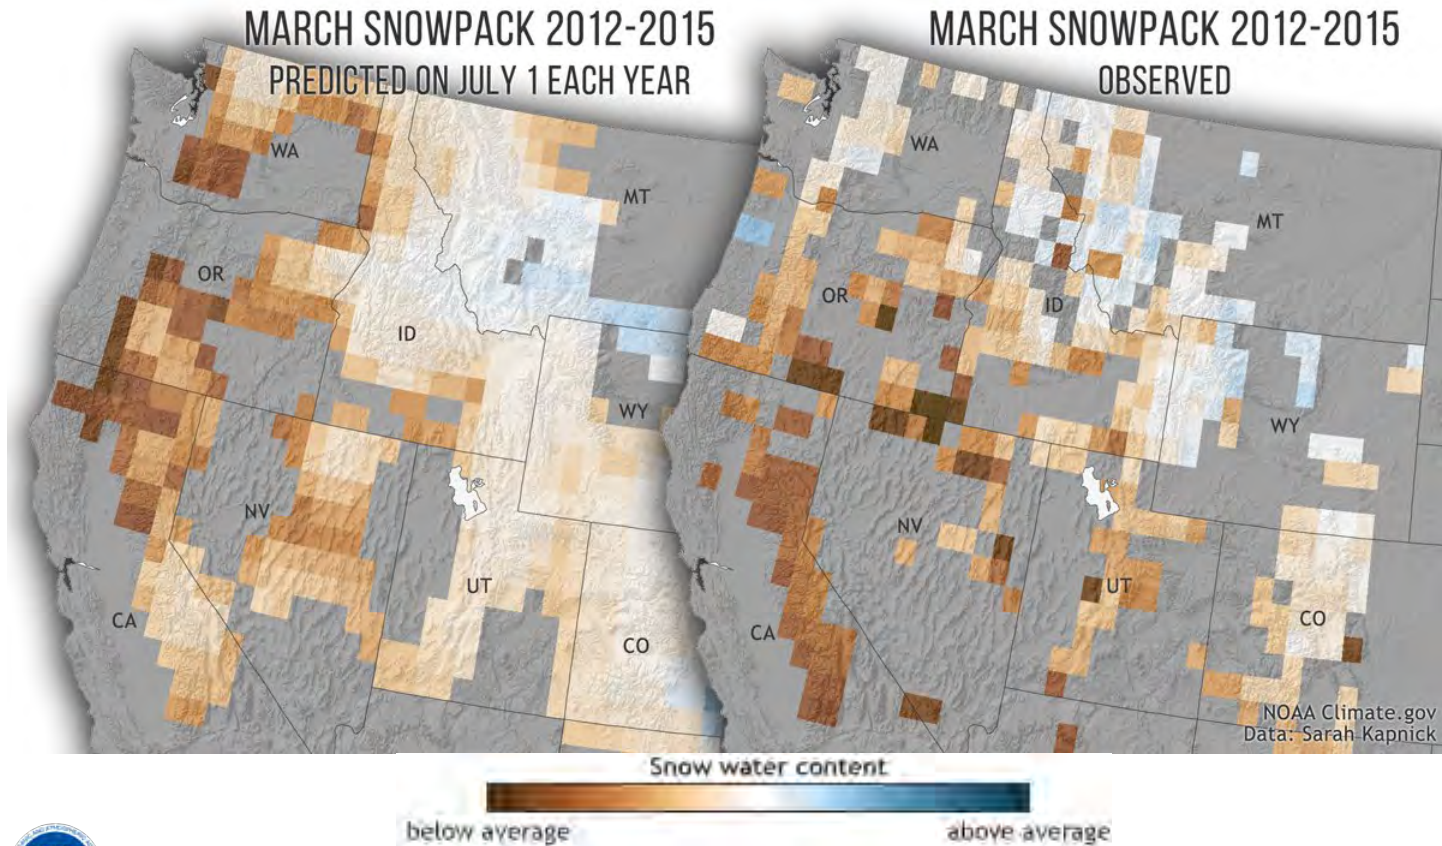 MARCH SNOWPACK 2012-2015
PREDICTED ON JULY 1 EACH YEAR
WA
MT
OR
ID
WY
NV
UT
CA
CO
MARCH SNOWPACK 2012-2015
OBSERVED
WA
MT
OR
ID
WY
NV
UT
CA
CO
NOAA Climate.gov
Data: Sarah Kapnick
Snow water content
below average
above average